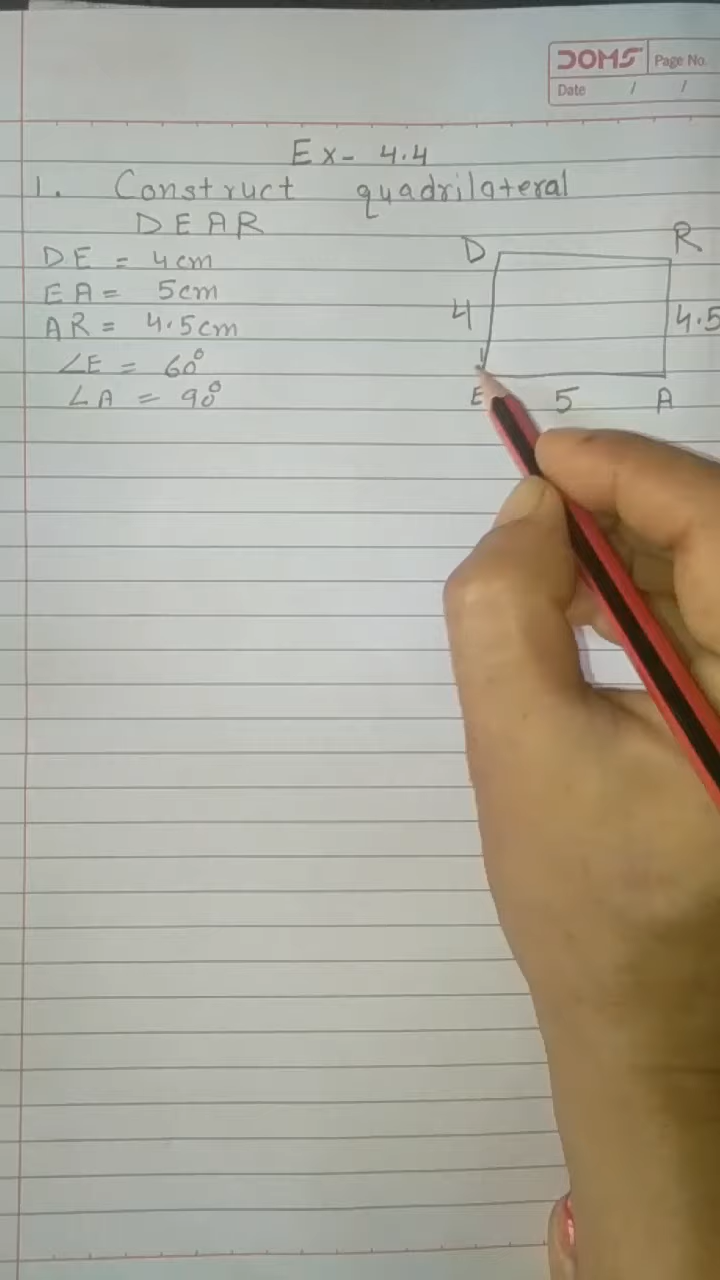 DOMS Page No.
Date / /
Ex- 4.4
1. Construct quadrilateral
DEAR
DE = 4cm
EA = 5cm
AR = 4.5cm
∠E = 60°
∠A = 90°
D R
4 4.5
E 5 A